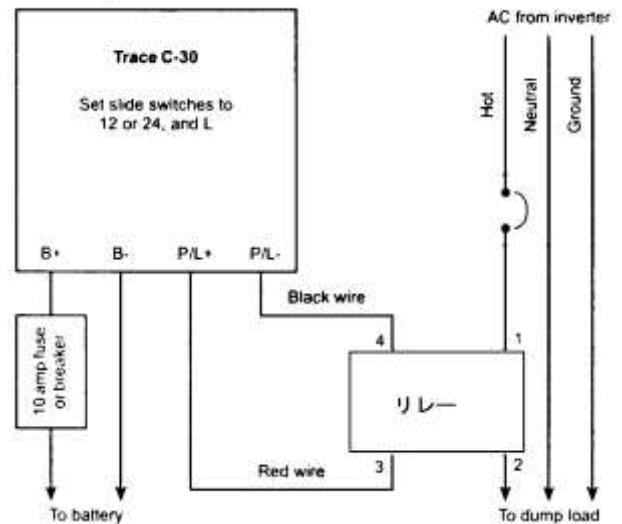 Trace C-30
Set slide switches to
12 or 24, and L
B+
B-
P/L+
P/L-
10 amp fuse
or breaker
To battery
Black wire
Red wire
AC from inverter
Hot
Neutral
Ground
4
1
リレー
3
2
To dump load